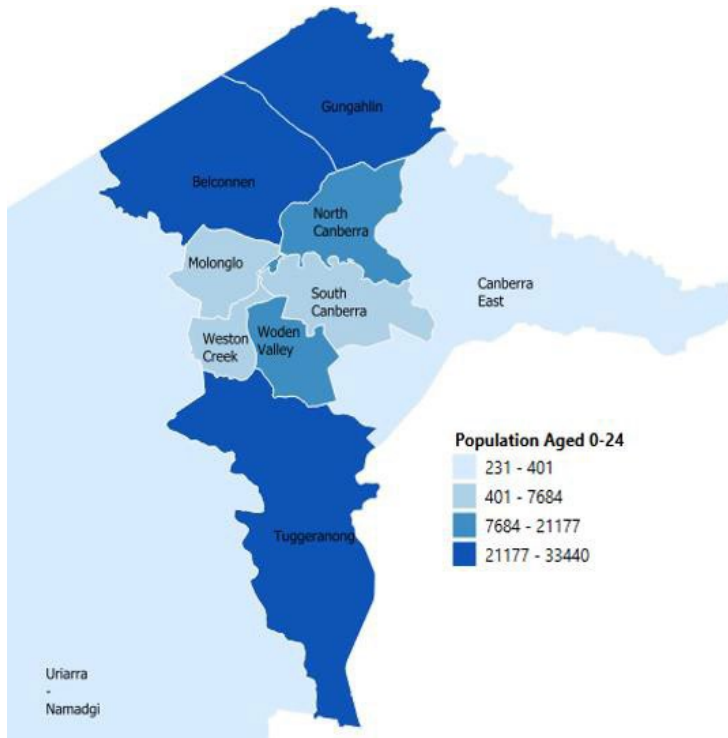 Gungahlin
Belconnen
North
Canberra
Molonglo
Canberra
East
South
Canberra
Weston
Creek
Woden
Valley
Population Aged 0-24
231 - 401
401 - 7684
7684 - 21177
21177 - 33440
Tuggeranong
Uriarra
-
Namadgi